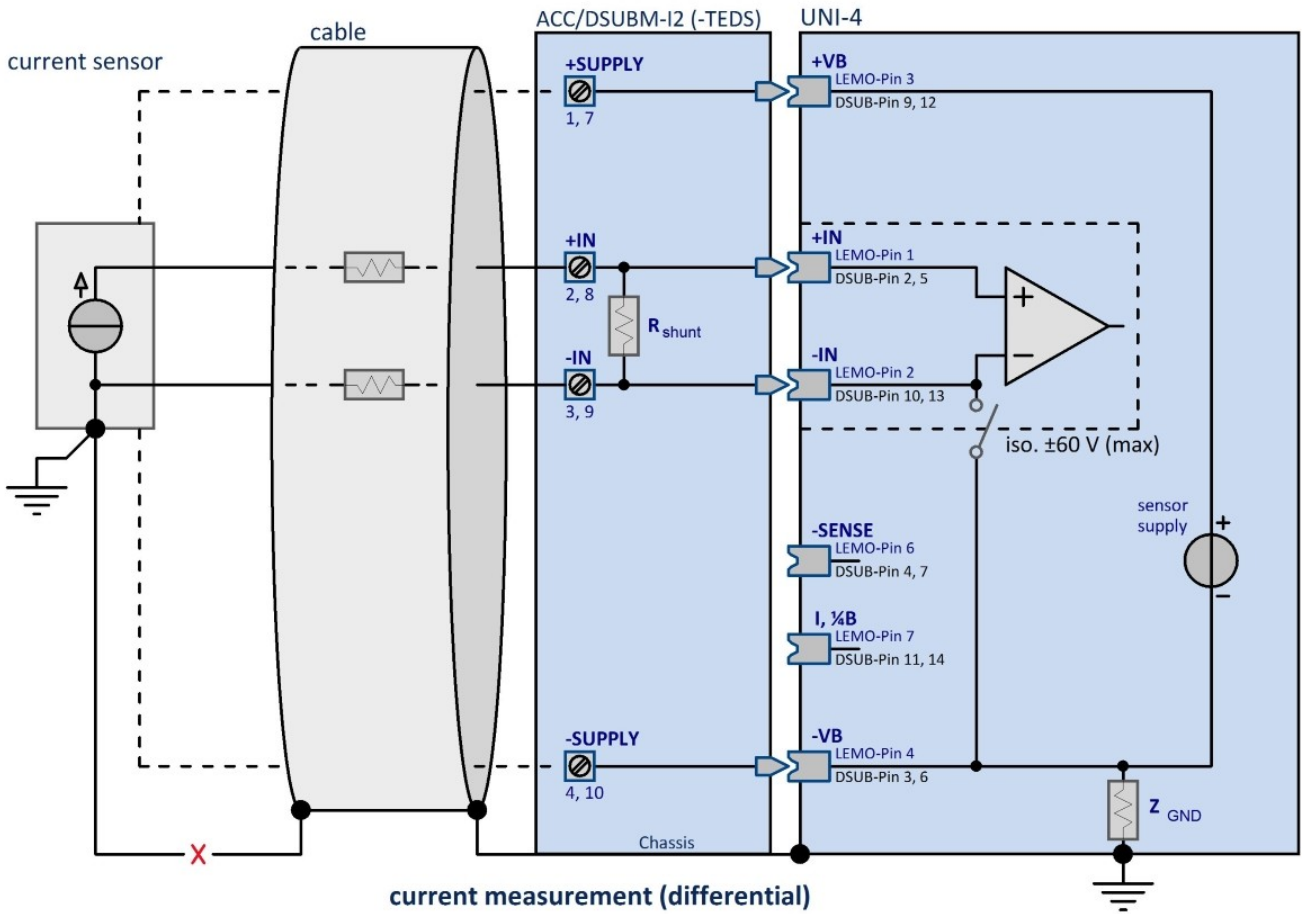 ACC/DSUBM-I2 (-TEDS)
UNI-4
cable
current sensor
+SUPPLY
1, 7
+VB
LEMO-Pin 3
DSUB-Pin 9, 12
+IN
2, 8
R shunt
-IN
3, 9
+IN
LEMO-Pin 1
DSUB-Pin 2, 5
+
-IN
LEMO-Pin 2
DSUB-Pin 10, 13
−
iso. ±60 V (max)
-SENSE
LEMO-Pin 6
DSUB-Pin 4, 7
sensor
supply
+
−
I, ¼B
LEMO-Pin 7
DSUB-Pin 11, 14
-SUPPLY
4, 10
-VB
LEMO-Pin 4
DSUB-Pin 3, 6
Z GND
X
Chassis
current measurement (differential)